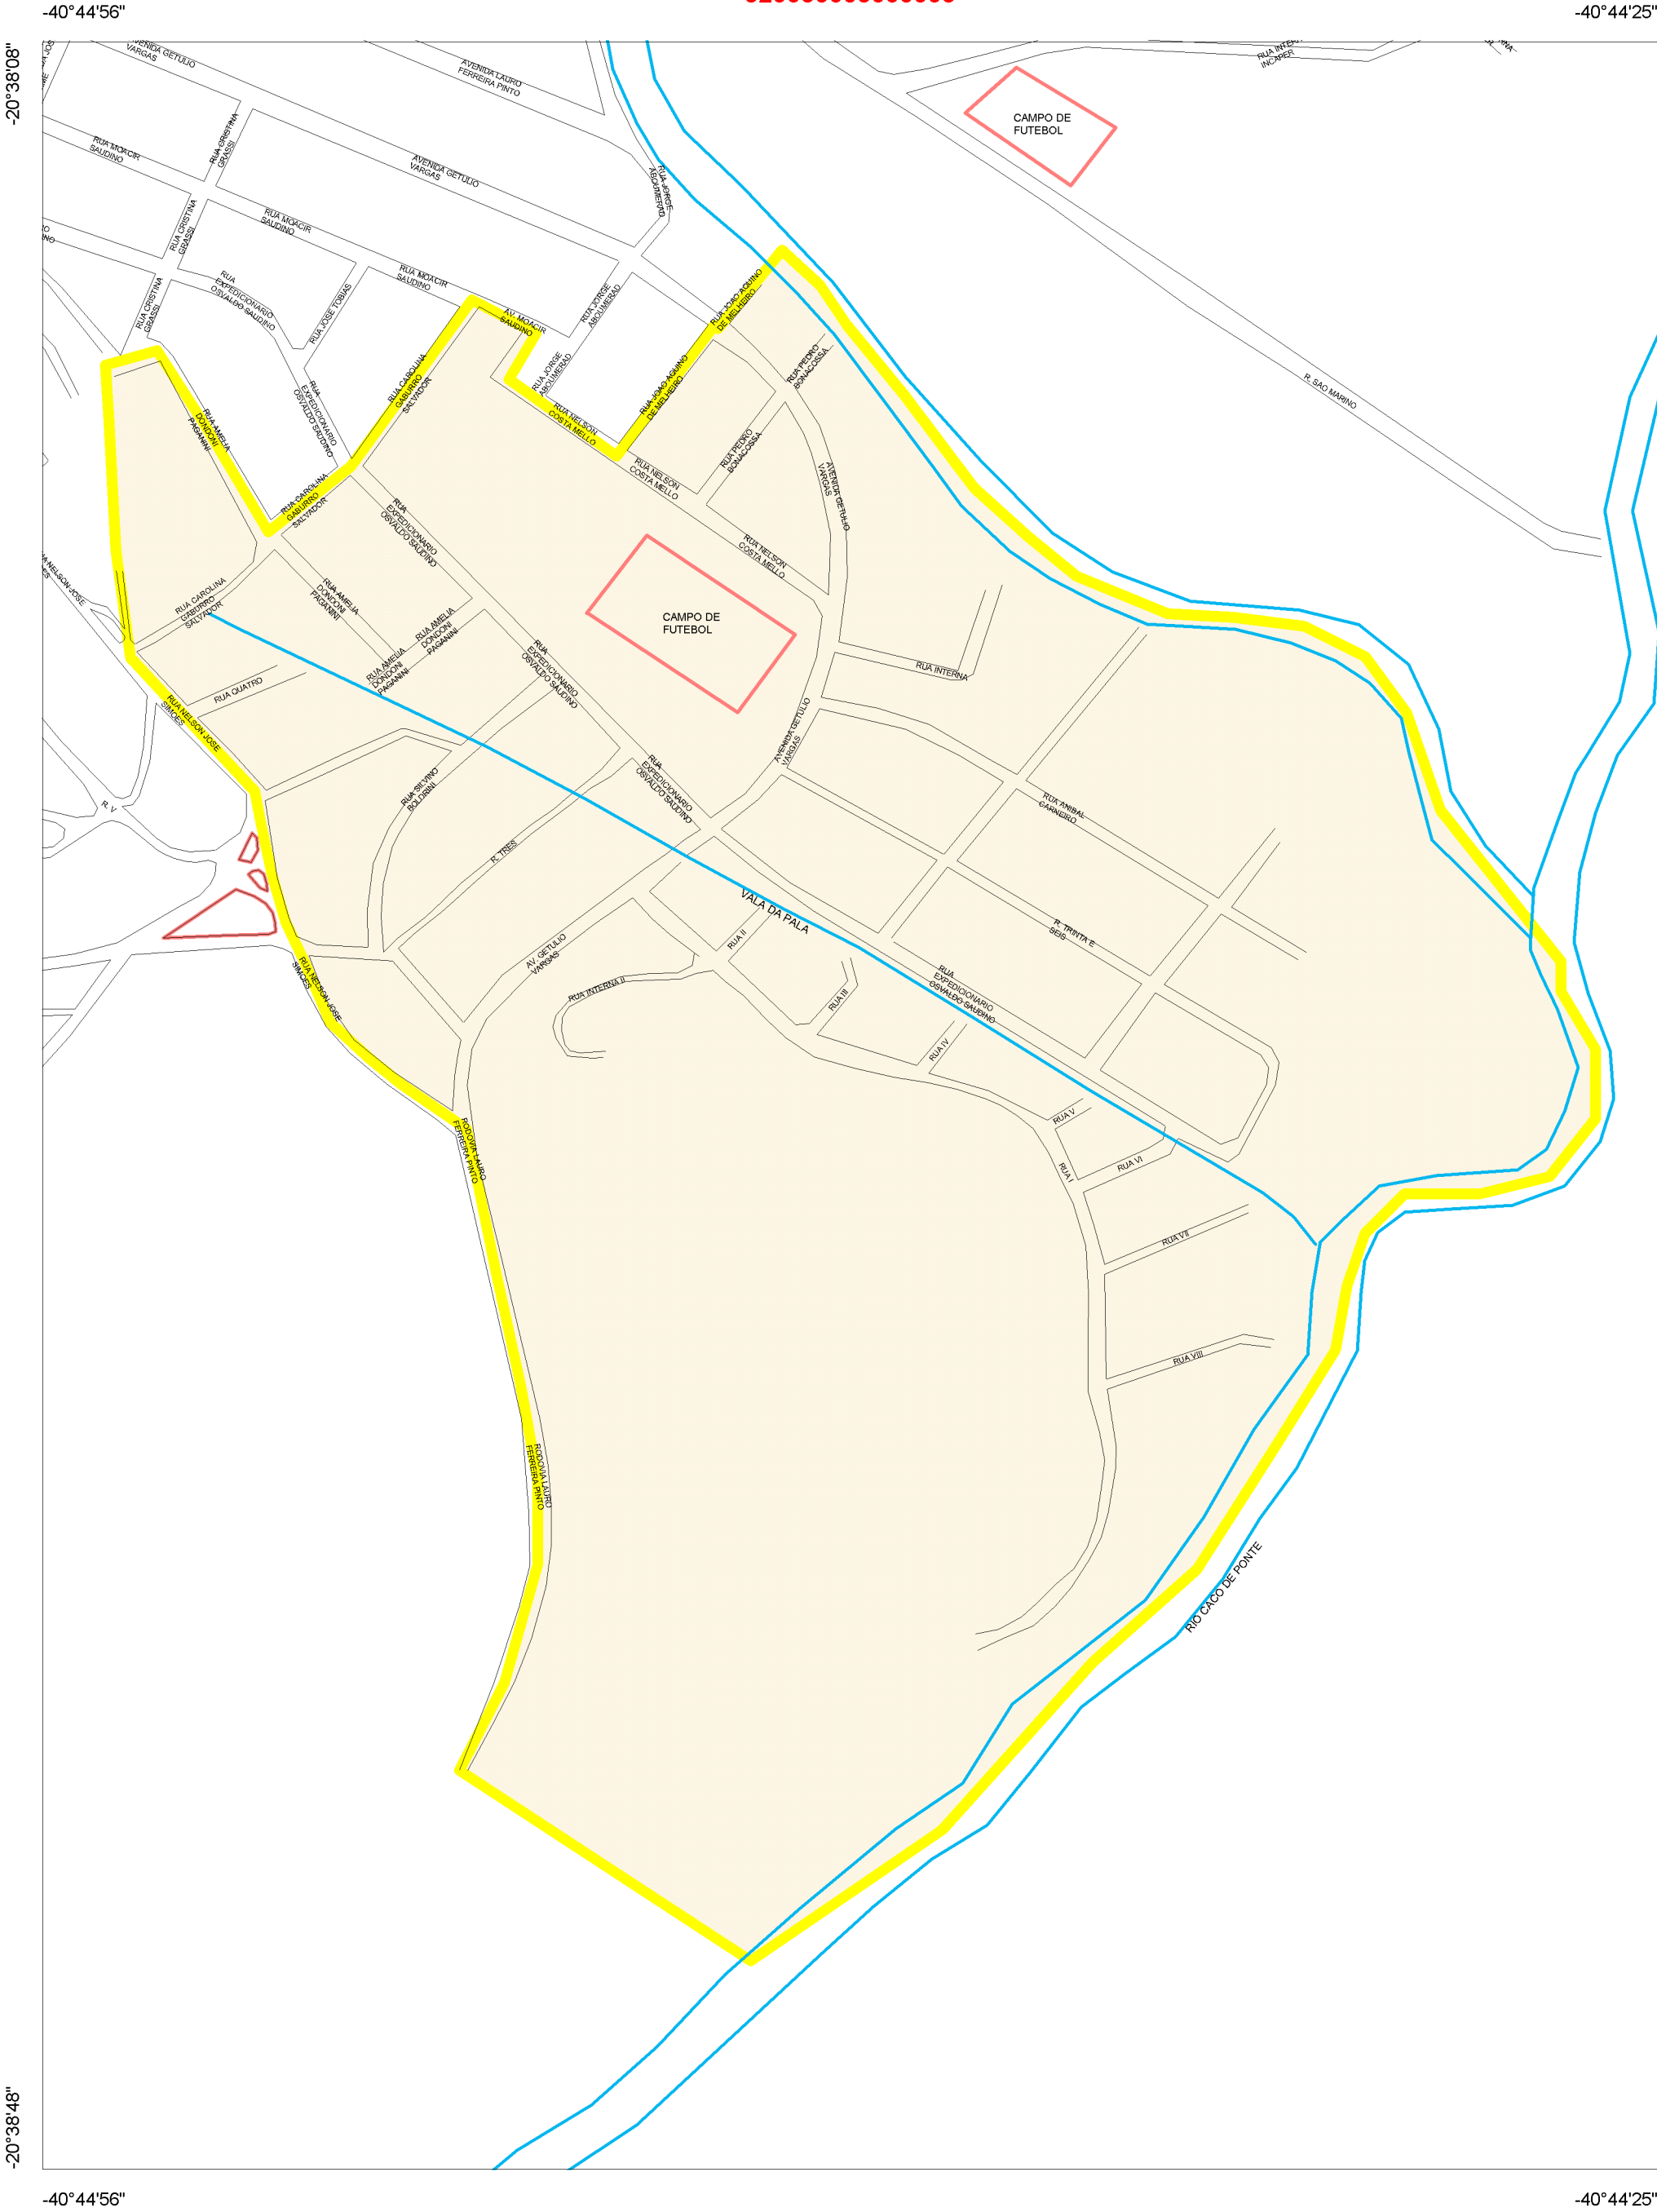 -40°44'56"
-40°44'25"
-20°38'08"
AVENIDA GETULIO
VARGAS
AVENIDA LAURO
FERREIRA PINTO
RUA INTER
INCAPER
CAMPO DE
FUTEBOL
RUA MOACIR
SAUDINO
RUA CRISTINA
GRASSI
AVENIDA GETULIO
VARGAS
RUA JORGE
ABOUMERAD
RUA CRISTINA
GRASSI
RUA MOACIR
SAUDINO
RUA
EXPEDICIONARIO
OSVALDO SAUDINO
RUA MOACIR
SAUDINO
RUA CRISTINA
GRASSI
RUA JOSE TOBIAS
RUA JORGE
ABOUMERAD
RUA JOAO AQUINO
DE MELHEIRO
AV. MOACIR
SAUDINO
RUA JORGE
ABOUMERAD
RUA PEDRO
BONACOSSA
RUA CAROLINA
GABURRO
SALVADOR
RUA JOAO AQUINO
DE MELHEIRO
R. SAO MARINO
RUA AMELIA
DONDONI
PAGANINI
RUA
EXPEDICIONARIO
OSVALDO SAUDINO
RUA NELSON
COSTA MELLO
RUA PEDRO
BONACOSSA
RUA NELSON
COSTA MELLO
AVENIDA GETULIO
VARGAS
RUA CAROLINA
GABURRO
SALVADOR
RUA
EXPEDICIONARIO
OSVALDO SAUDINO
RUA NELSON
COSTA MELLO
RUA CAROLINA
GABURRO
SALVADOR
RUA AMELIA
DONDONI
PAGANINI
RUA AMELIA
DONDONI
PAGANINI
RUA AMELIA
DONDONI
PAGANINI
CAMPO DE
FUTEBOL
RUA INTERNA
RUA
EXPEDICIONARIO
OSVALDO SAUDINO
RUA QUATRO
RUA NELSON JOSE
SIMOES
AVENIDA GETULIO
VARGAS
RUA
EXPEDICIONARIO
OSVALDO SAUDINO
RUA SILVINO
BOLDRINI
R. V
RUA ANIBAL
CARNEIRO
R. TRES
VALA DA PALA
R. TRINTA E
SEIS
RUA II
AV. GETULIO
VARGAS
RUA NELSON JOSE
SIMOES
RUA INTERNA II
RUA III
RUA
EXPEDICIONARIO
OSVALDO SAUDINO
RUA IV
RUA V
RUA VI
RUA I
RODOVIA LAURO
FERREIRA PINTO
RUA VII
RUA VIII
RODOVIA LAURO
FERREIRA PINTO
RIO CACO DE PONTE
-20°38'48"
-40°44'56"
-40°44'25"